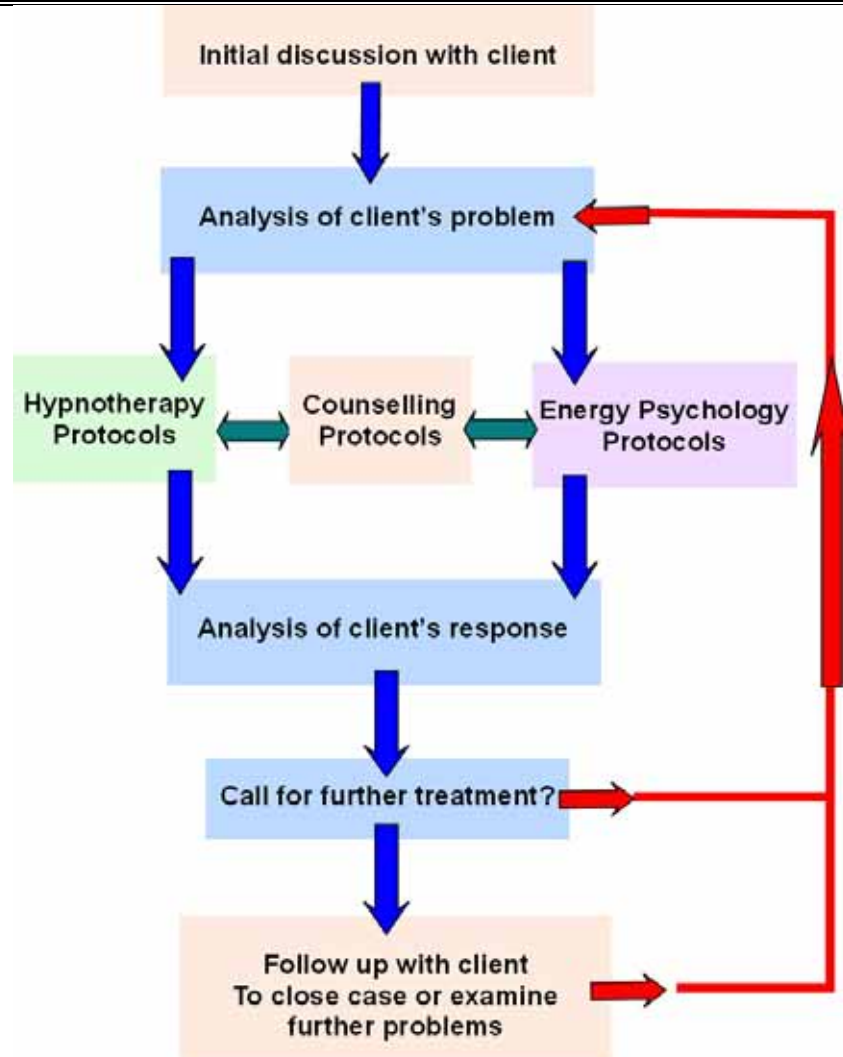 Initial discussion with client
Analysis of client's problem
Hypnotherapy
Protocols
Counselling
Protocols
Energy Psychology
Protocols
Analysis of client's response
Call for further treatment?
Follow up with client
To close case or examine
further problems